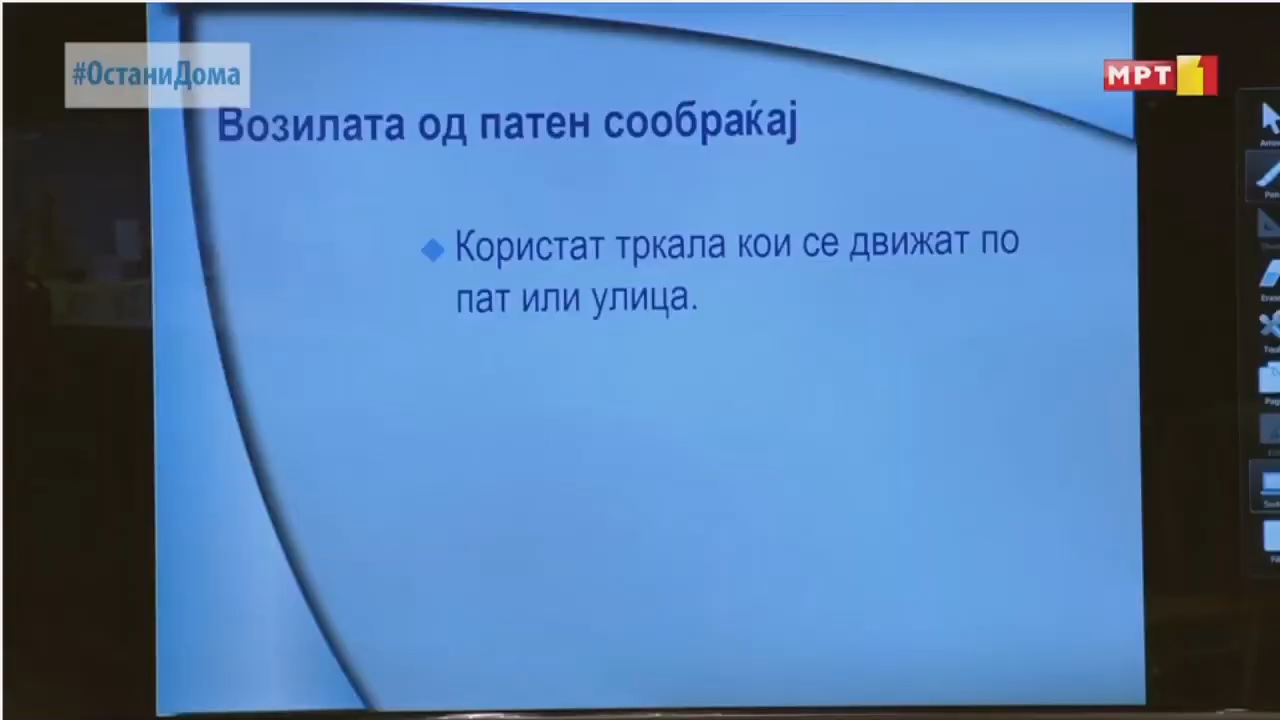 #ОстаниДома
МРТ 1
Возилата од патен сообраќај
Користат тркала кои се движат по
пат или улица.